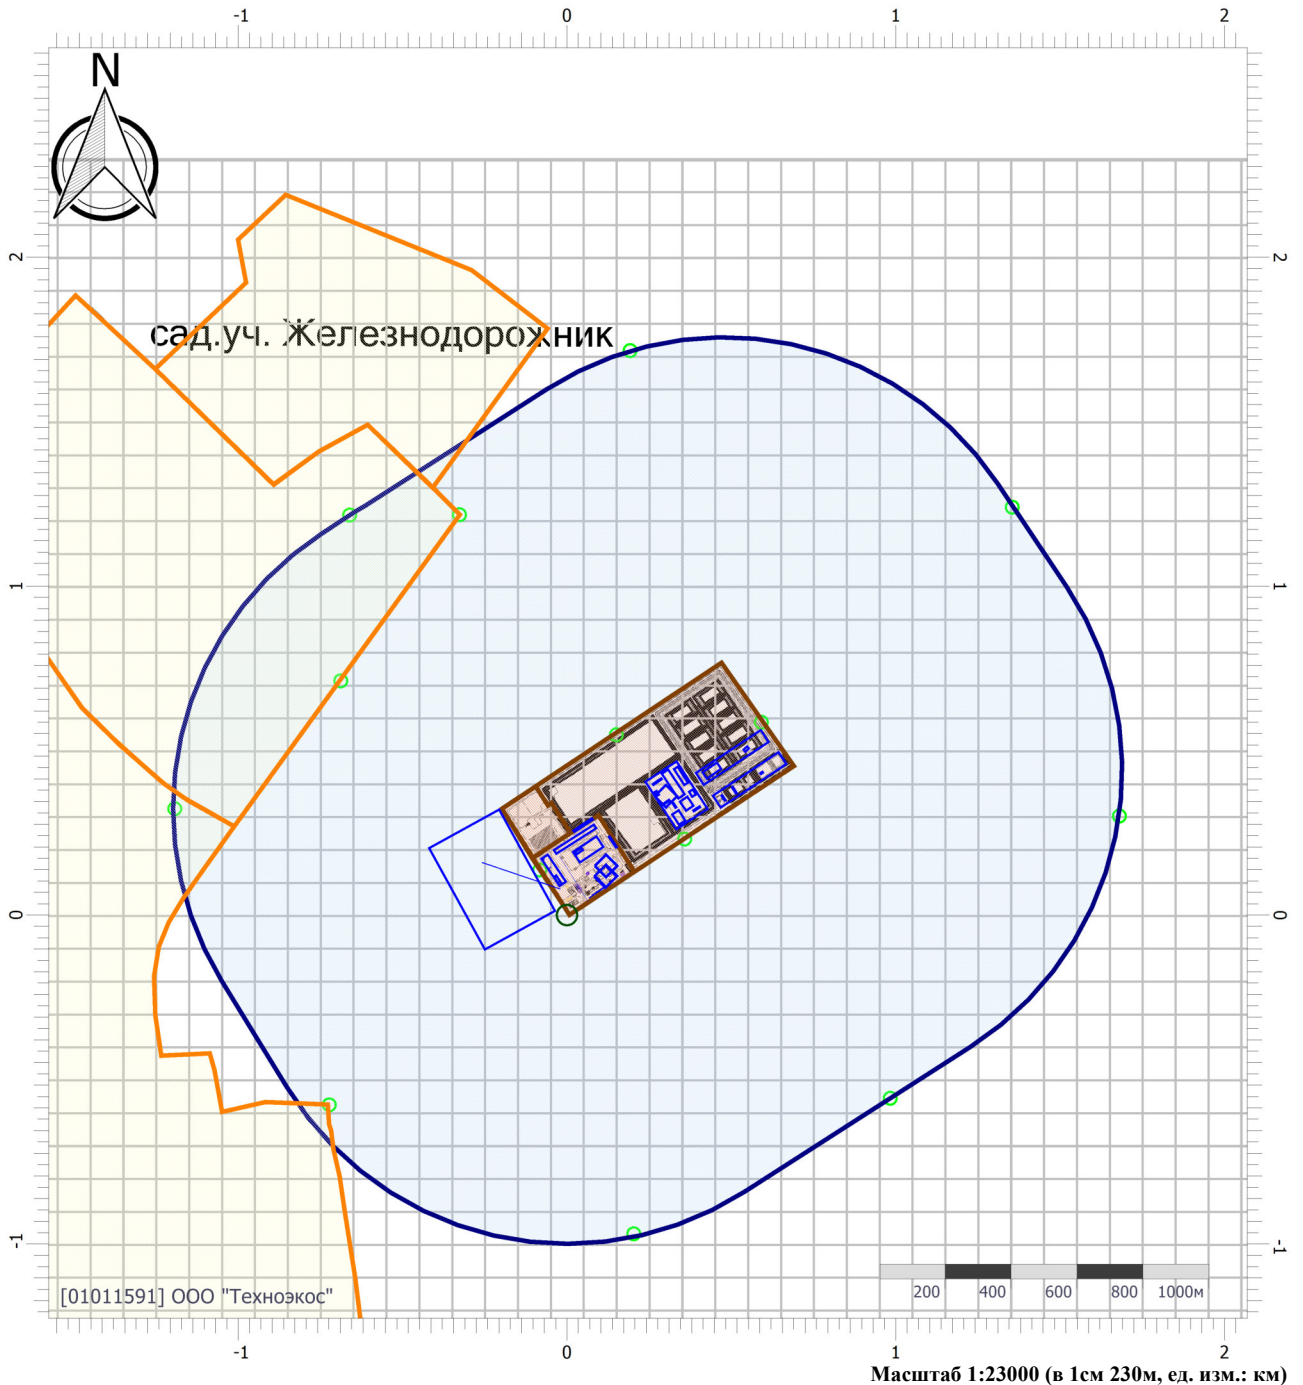 -1 0 1 2
N
2 2
сад.уч. Железнодорожник
1 1
0 0
-1 -1
200 400 600 800 1000м
[01011591] ООО "Техноэкос"
-1 0 1 2
Масштаб 1:23000 (в 1см 230м, ед. изм.: км)